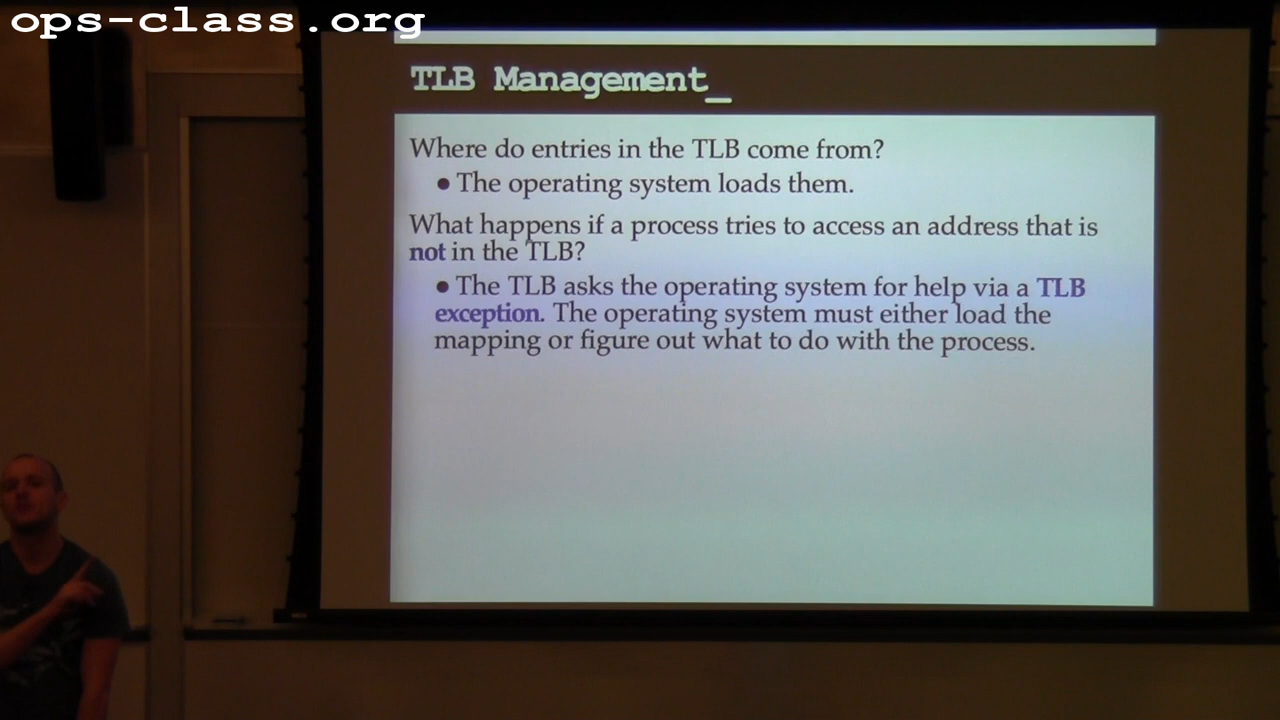 ops-class.org
TLB Management_
Where do entries in the TLB come from?
● The operating system loads them.
What happens if a process tries to access an address that is
not in the TLB?
● The TLB asks the operating system for help via a TLB
exception. The operating system must either load the
mapping or figure out what to do with the process.